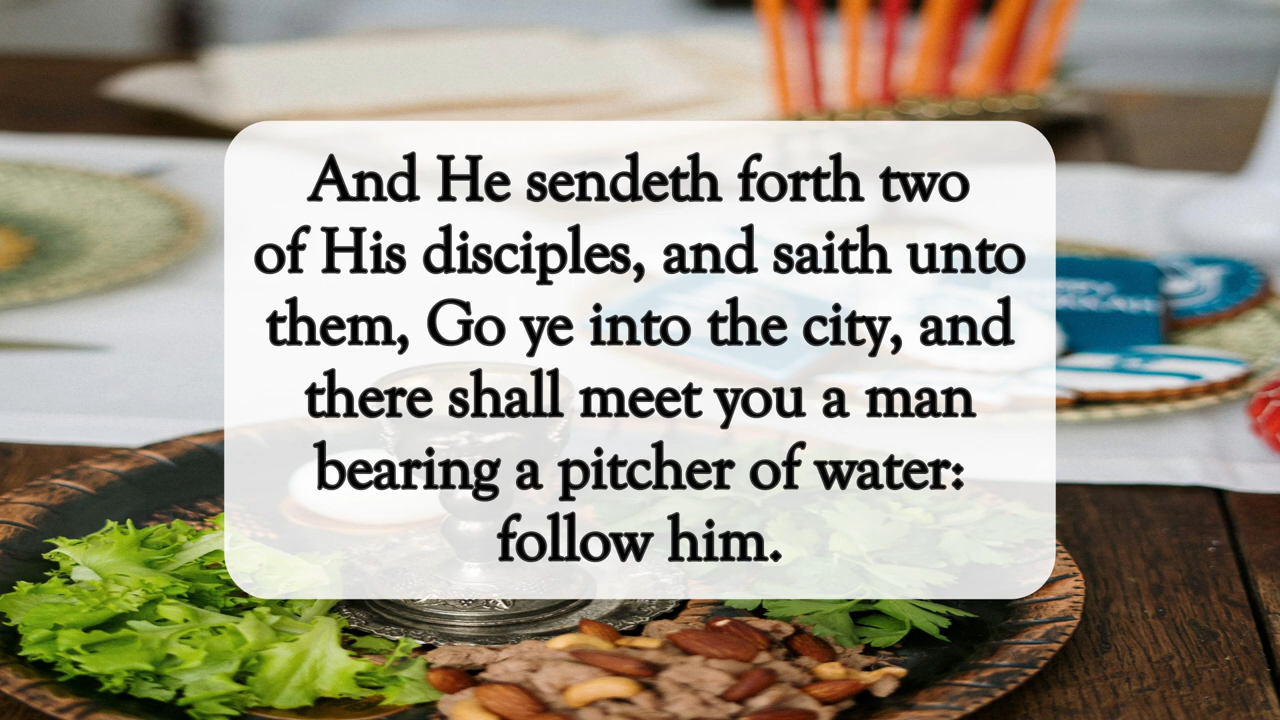 And He sendeth forth two
of His disciples, and saith unto
them, Go ye into the city, and
there shall meet you a man
bearing a pitcher of water:
follow him.